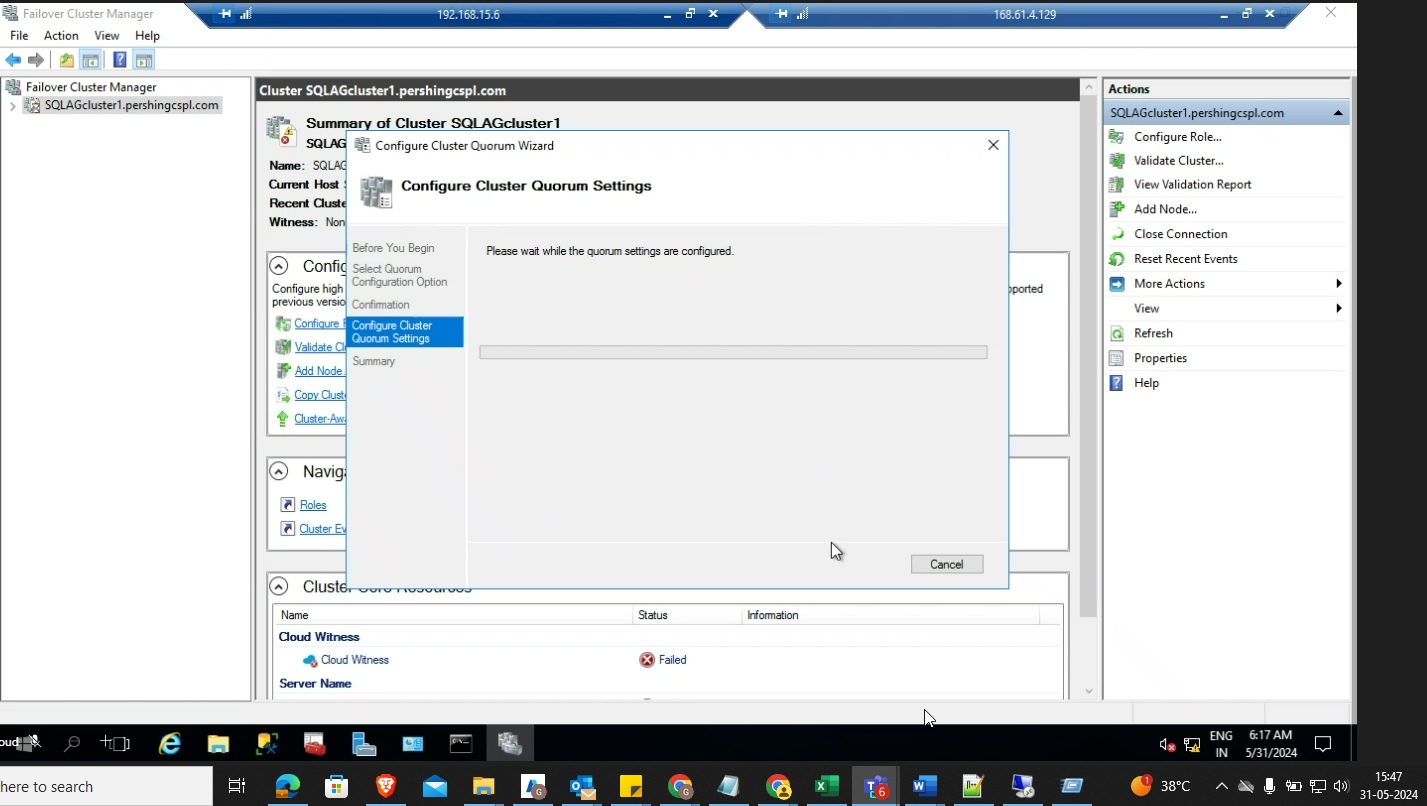 Failover Cluster Manager
192.168.15.6
168.61.4.129
File Action View Help
Failover Cluster Manager
SQLAGcluster1.pershingcspl.com
Cluster SQLAGcluster1.pershingcspl.com
Summary of Cluster SQLAGcluster1
SQLA
Name: SQLAG
Current Host
Recent Cluste
Witness: Non
Config
Configure high
previous versio
pported
Configure
Validate Cl
Add Node
Copy Clust
Cluster-Awa
Naviga
Roles
Cluster Ev
Cluster Core Resources
Name Status Information
Cloud Witness
Cloud Witness Failed
Server Name
Configure Cluster Quorum Wizard
Configure Cluster Quorum Settings
Before You Begin
Select Quorum
Configuration Option
Confirmation
Configure Cluster
Quorum Settings
Summary
Please wait while the quorum settings are configured.
Cancel
Actions
SQLAGcluster1.pershingcspl.com
Configure Role...
Validate Cluster...
View Validation Report
Add Node...
Close Connection
Reset Recent Events
More Actions
View
Refresh
Properties
Help
ENG
IN
6:17 AM
5/31/2024
here to search
6
1
38°C
15:47
31-05-2024